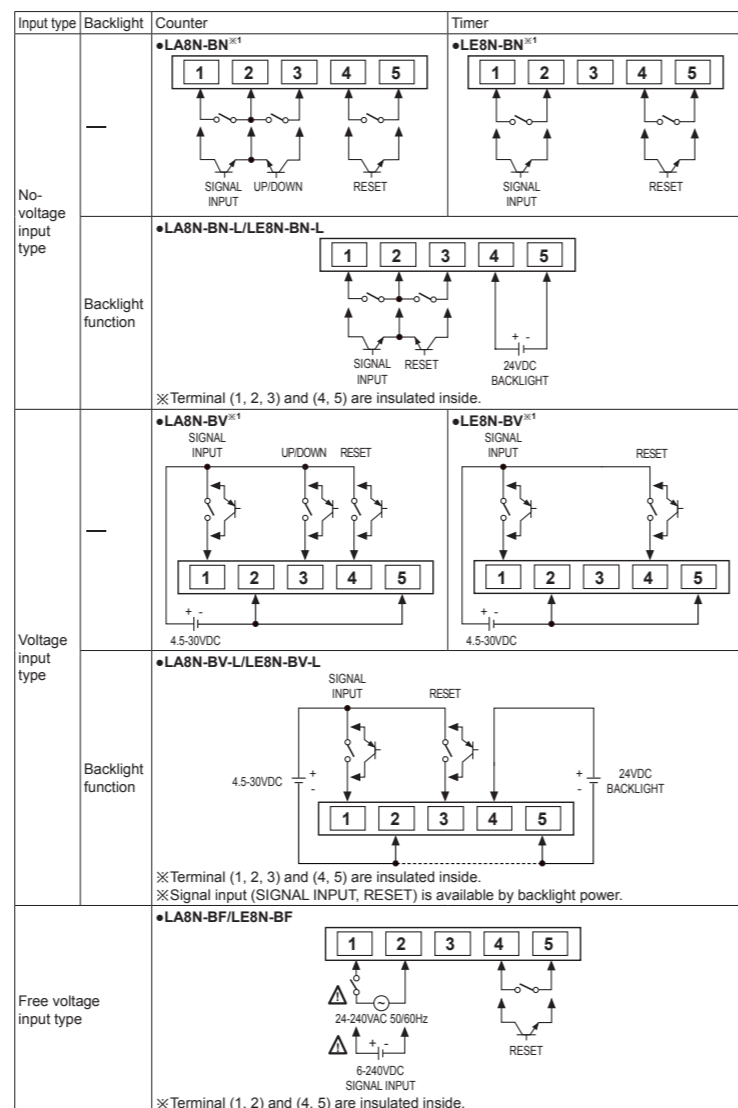 Input type Backlight Counter Timer
No-voltage input type
—
●LA8N-BN※1
1 2 3 4 5
SIGNAL INPUT UP/DOWN RESET
●LE8N-BN※1
1 2 3 4 5
SIGNAL INPUT RESET
Backlight function
●LA8N-BN-L/LE8N-BN-L
1 2 3 4 5
+ -
SIGNAL INPUT RESET 24VDC BACKLIGHT
※Terminal (1, 2, 3) and (4, 5) are insulated inside.
Voltage input type
—
●LA8N-BV※1
SIGNAL INPUT UP/DOWN RESET
1 2 3 4 5
+ -
4.5-30VDC
●LE8N-BV※1
SIGNAL INPUT RESET
1 2 3 4 5
+ -
4.5-30VDC
Backlight function
●LA8N-BV-L/LE8N-BV-L
SIGNAL INPUT RESET
4.5-30VDC + - + - 24VDC BACKLIGHT
1 2 3 4 5
※Terminal (1, 2, 3) and (4, 5) are insulated inside.
※Signal input (SIGNAL INPUT, RESET) is available by backlight power.
Free voltage input type
●LA8N-BF/LE8N-BF
1 2 3 4 5
24-240VAC 50/60Hz
+ -
6-240VDC
SIGNAL INPUT
RESET
※Terminal (1, 2) and (4, 5) are insulated inside.